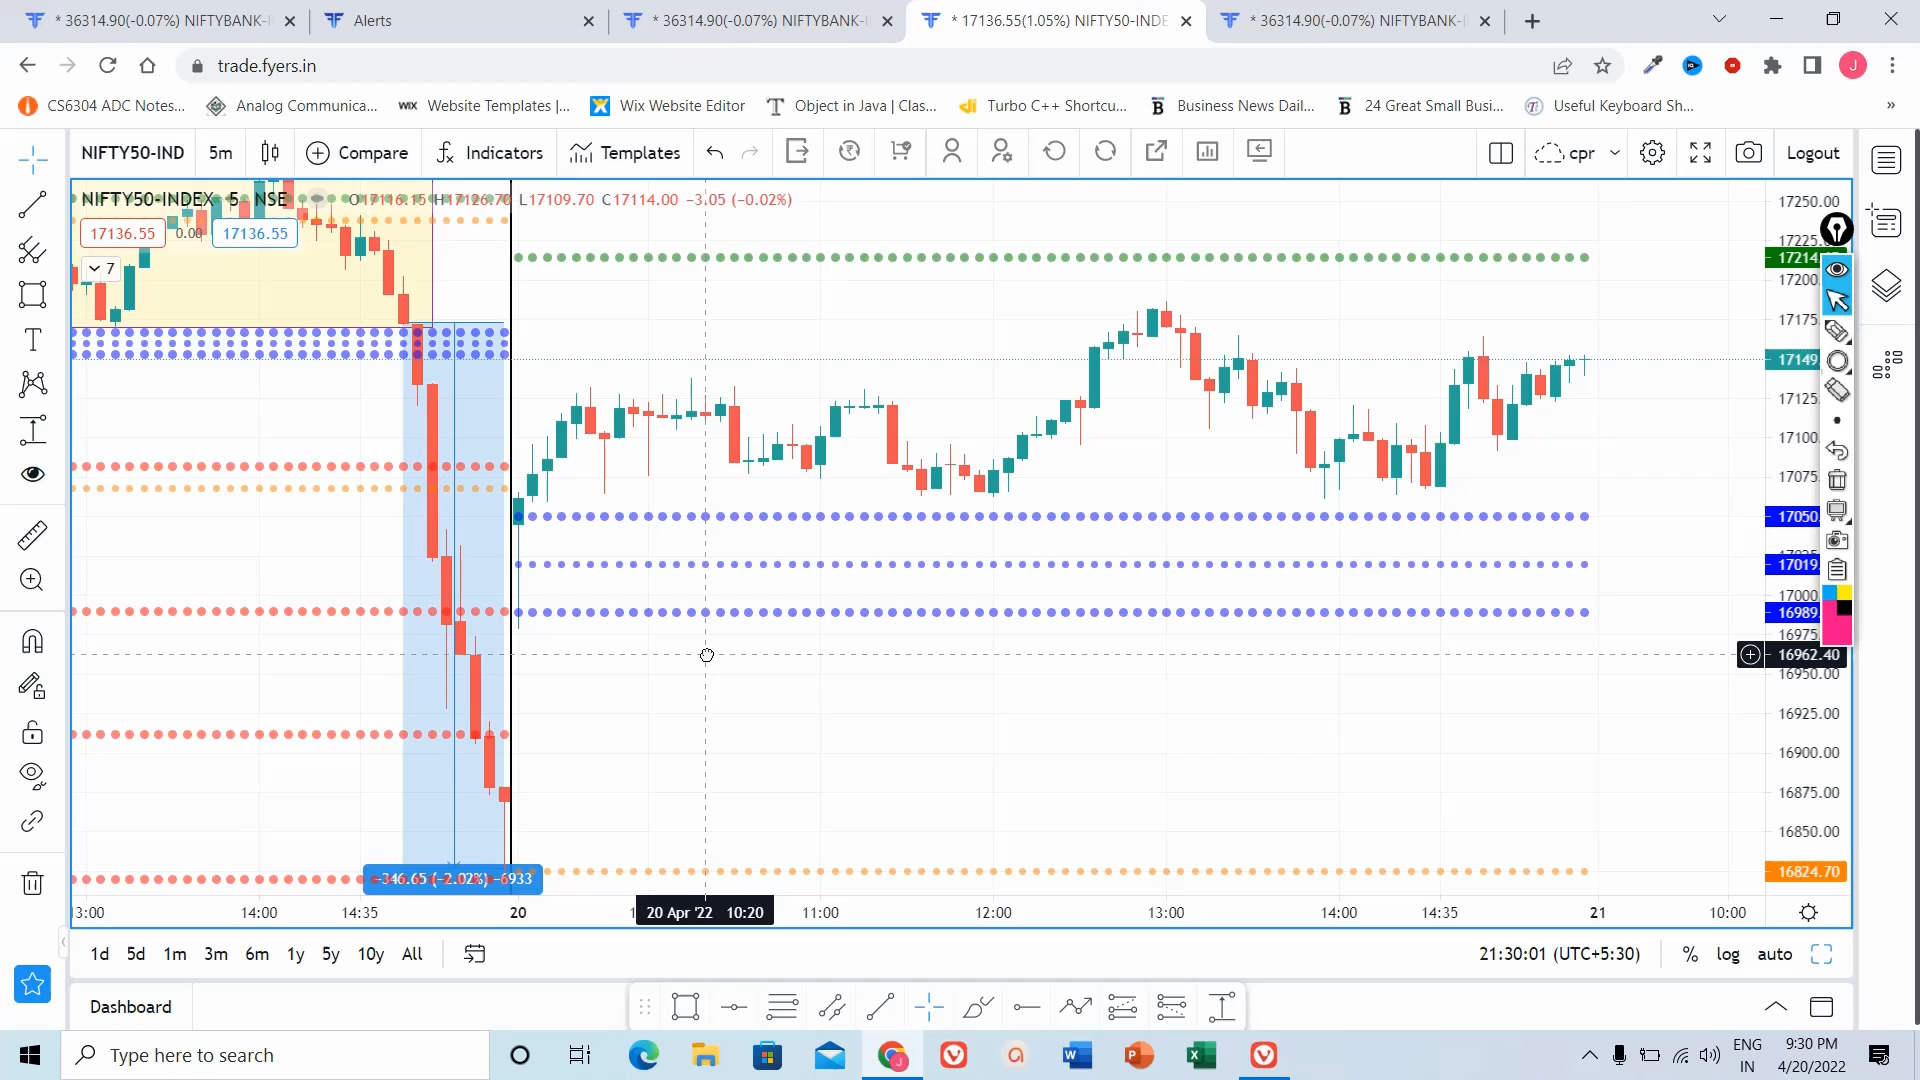 * 36314.90(-0.07%) NIFTYBANK-I
Alerts
* 36314.90(-0.07%) NIFTYBANK-I
* 17136.55(1.05%) NIFTY50-INDE
* 36314.90(-0.07%) NIFTYBANK-I
trade.fyers.in
J
CS6304 ADC Notes...
Analog Communica...
WIX Website Templates |...
Wix Website Editor
Object in Java | Clas...
Turbo C++ Shortcu...
Business News Dail...
24 Great Small Busi...
Useful Keyboard Sh...
NIFTY50-IND
5m
Compare
Indicators
Templates
cpr
Logout
NIFTY50-INDEX 5 NSE
O17116.15 H17126.70 L17109.70 C17114.00 −3.05 (−0.02%)
17136.55
0.00
17136.55
7
17250.00
17225.
17214.
17200.
17175.
17149.
17125.
17100.
17075.
17050.
17019.
17000.
16989.
16975.
16962.40
16950.00
16925.00
16900.00
16875.00
16850.00
16824.70
−346.65 (−2.02%) −6933
3:00
14:00
14:35
20
20 Apr '22 10:20
11:00
12:00
13:00
14:00
14:35
21
10:00
1d
5d
1m
3m
6m
1y
5y
10y
All
21:30:01 (UTC+5:30)
%
log
auto
Dashboard
Type here to search
ENG
IN
9:30 PM
4/20/2022